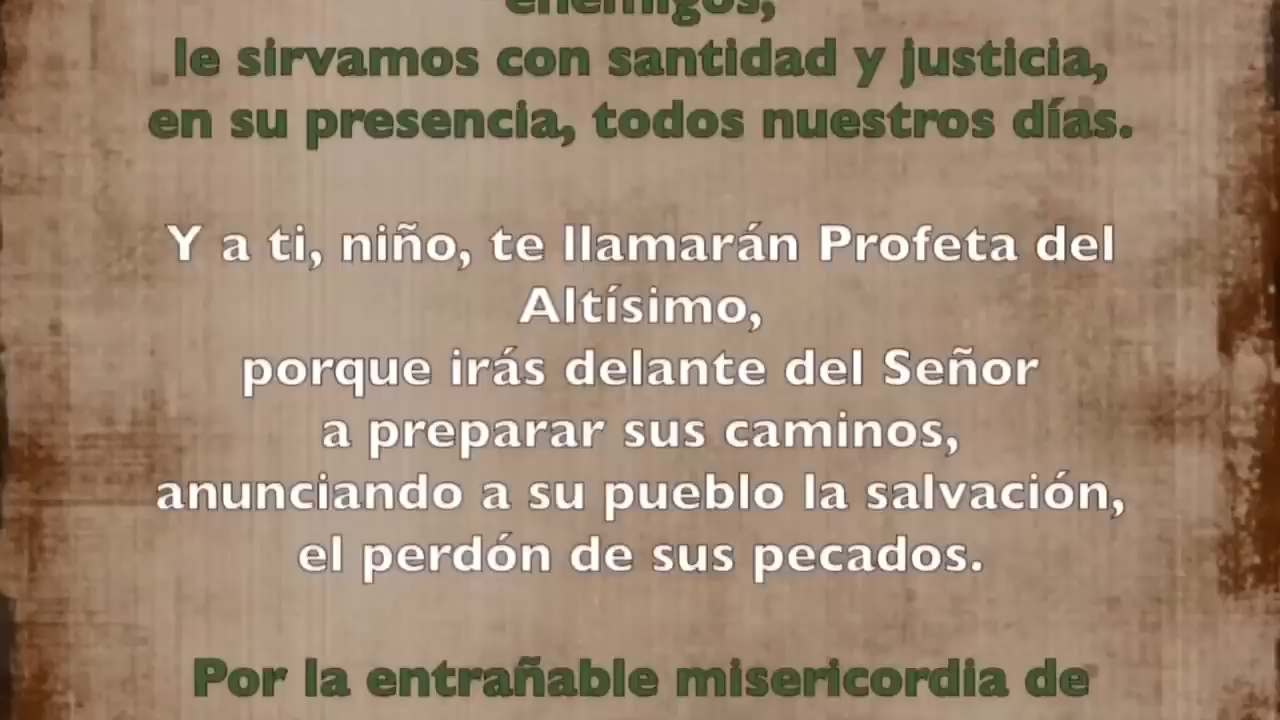 enemigos,
le sirvamos con santidad y justicia,
en su presencia, todos nuestros días.
Y a ti, niño, te llamarán Profeta del
Altísimo,
porque irás delante del Señor
a preparar sus caminos,
anunciando a su pueblo la salvación,
el perdón de sus pecados.
Por la entrañable misericordia de